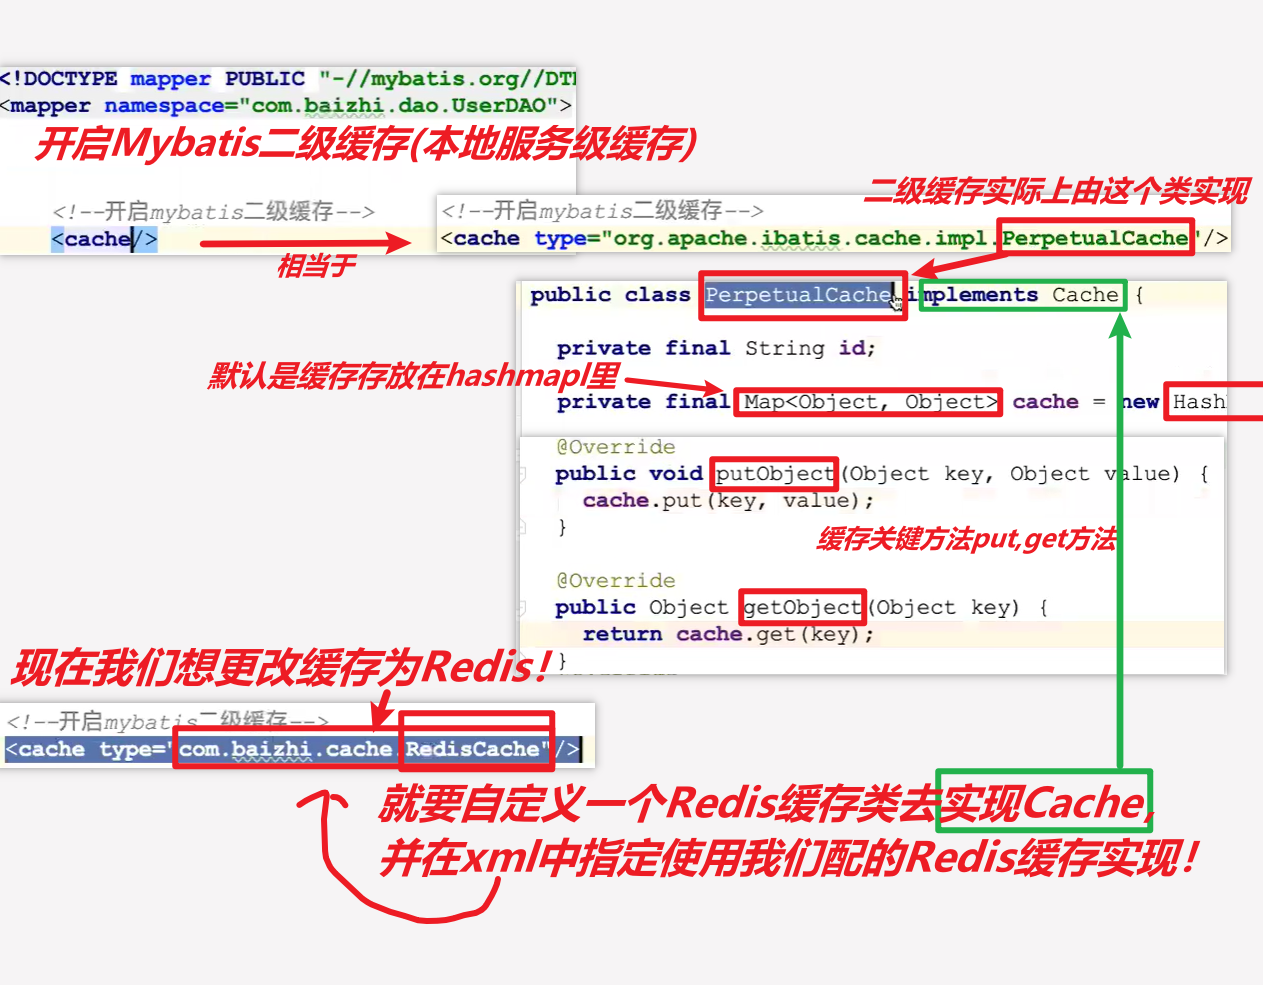 <!DOCTYPE mapper PUBLIC "-//mybatis.org//DT
<mapper namespace="com.baizhi.dao.UserDAO">
开启Mybatis二级缓存(本地服务级缓存)
<!--开启mybatis二级缓存-->
<cache/>
相当于
二级缓存实际上由这个类实现
<!--开启mybatis二级缓存-->
<cache type="org.apache.ibatis.cache.impl.PerpetualCache"/>
public class PerpetualCache implements Cache {
private final String id;
默认是缓存存放在hashmapl里
private final Map<Object, Object> cache = new Hash
@Override
public void putObject(Object key, Object value) {
cache.put(key, value);
}
缓存关键方法put,get方法
@Override
public Object getObject(Object key) {
return cache.get(key);
}
现在我们想更改缓存为Redis!
<!--开启mybatis二级缓存-->
<cache type="com.baizhi.cache.RedisCache"/>
就要自定义一个Redis缓存类去实现Cache,
并在xml中指定使用我们配的Redis缓存实现!